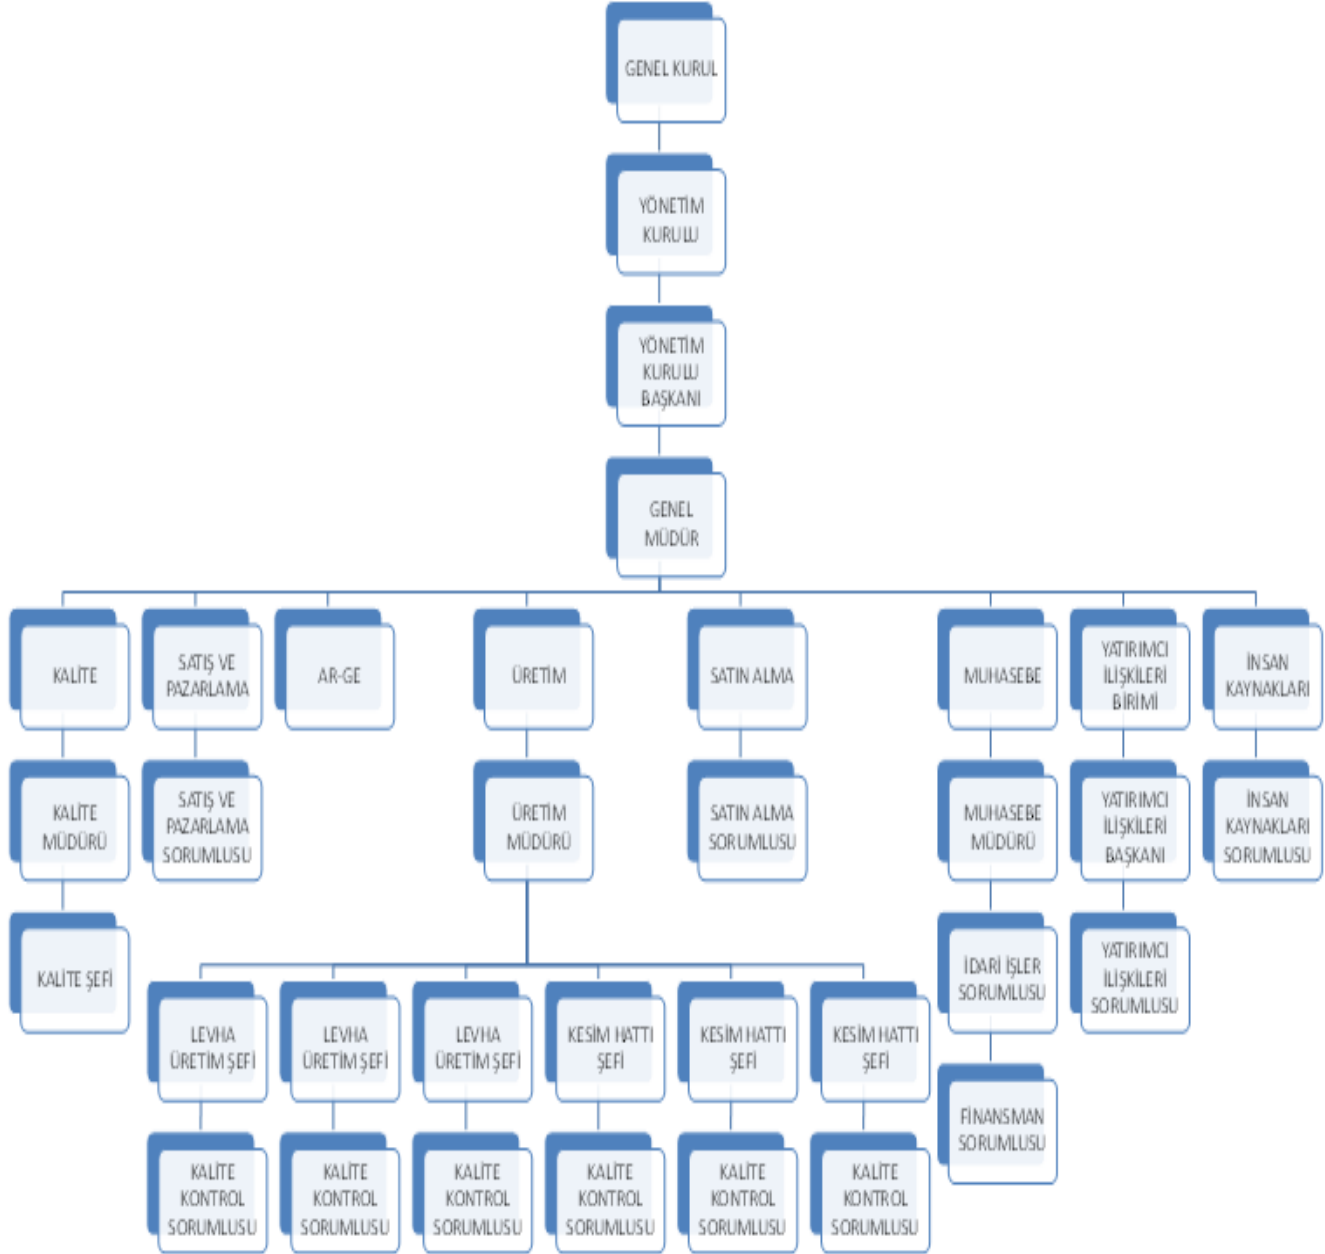 GENEL KURUL
YÖNETİM
KURULU
YÖNETİM
KURULU
BAŞKANI
GENEL
MÜDÜR
KALİTE
SATIŞ VE
PAZARLAMA
AR-GE
ÜRETİM
SATIN ALMA
MUHASEBE
YATIRIMCI
İLİŞKİLERİ
BİRİMİ
İNSAN
KAYNAKLARI
KALİTE
MÜDÜRÜ
SATIŞ VE
PAZARLAMA
SORUMLUSU
ÜRETİM
MÜDÜRÜ
SATIN ALMA
SORUMLUSU
MUHASEBE
MÜDÜRÜ
YATIRIMCI
İLİŞKİLERİ
BAŞKANI
İNSAN
KAYNAKLARI
SORUMLUSU
KALİTE ŞEFİ
İDARİ İŞLER
SORUMLUSU
YATIRIMCI
İLİŞKİLERİ
SORUMLUSU
LEVHA
ÜRETİM ŞEFİ
LEVHA
ÜRETİM ŞEFİ
LEVHA
ÜRETİM ŞEFİ
KESİM HATTI
ŞEFİ
KESİM HATTI
ŞEFİ
KESİM HATTI
ŞEFİ
FİNANSMAN
SORUMLUSU
KALİTE
KONTROL
SORUMLUSU
KALİTE
KONTROL
SORUMLUSU
KALİTE
KONTROL
SORUMLUSU
KALİTE
KONTROL
SORUMLUSU
KALİTE
KONTROL
SORUMLUSU
KALİTE
KONTROL
SORUMLUSU